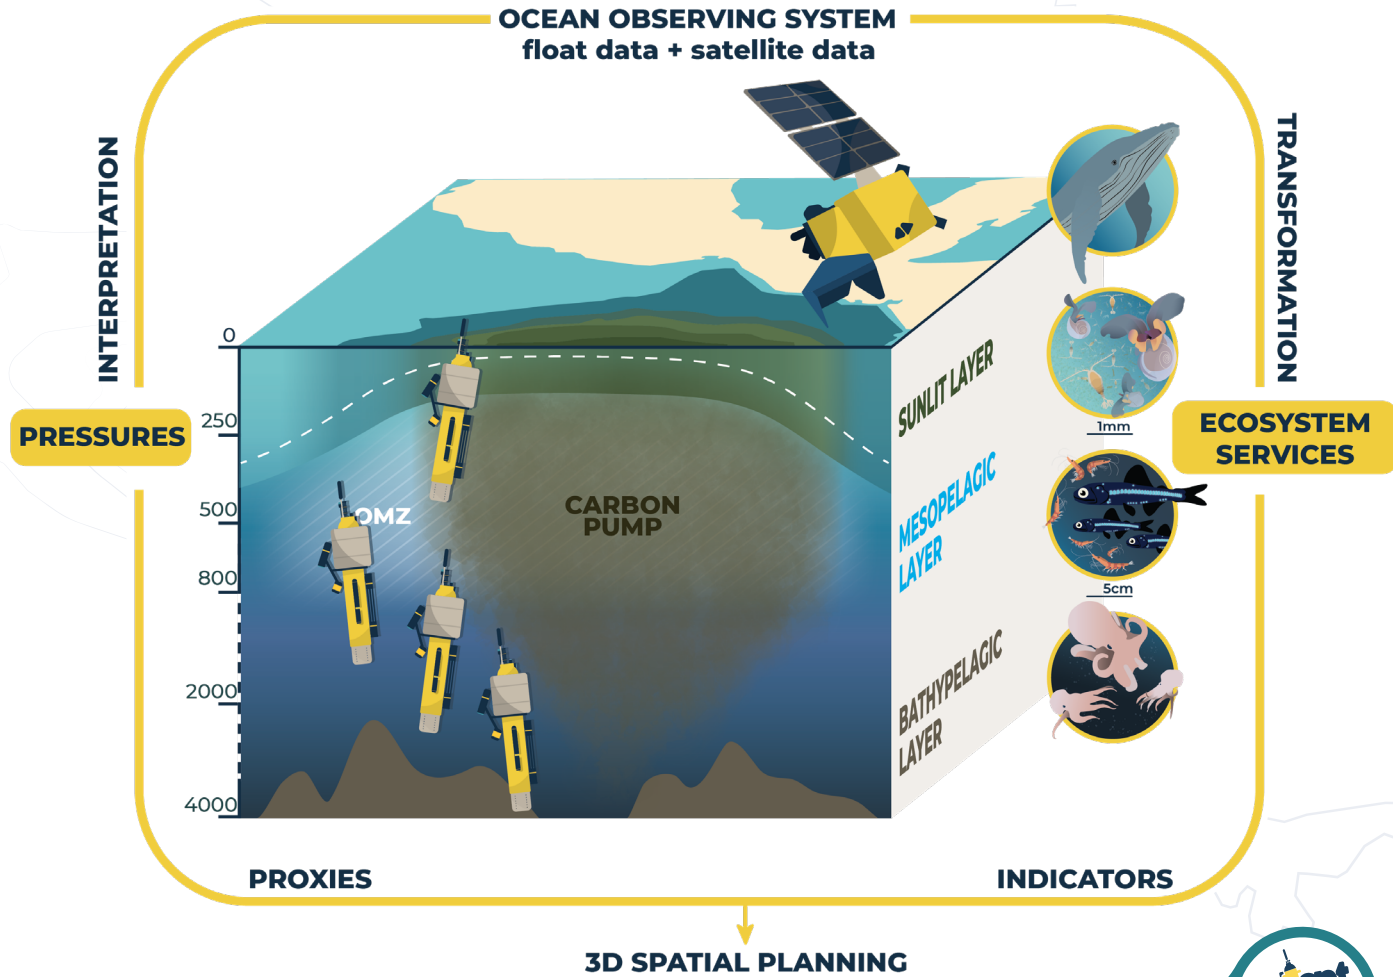 OCEAN OBSERVING SYSTEM
float data + satellite data
INTERPRETATION
TRANSFORMATION
PRESSURES
ECOSYSTEM
SERVICES
0
250
500
800
2000
4000
OMZ
CARBON
PUMP
SUNLIT LAYER
MESOPELAGIC
LAYER
BATHYPELAGIC
LAYER
1mm
5cm
PROXIES
INDICATORS
3D SPATIAL PLANNING